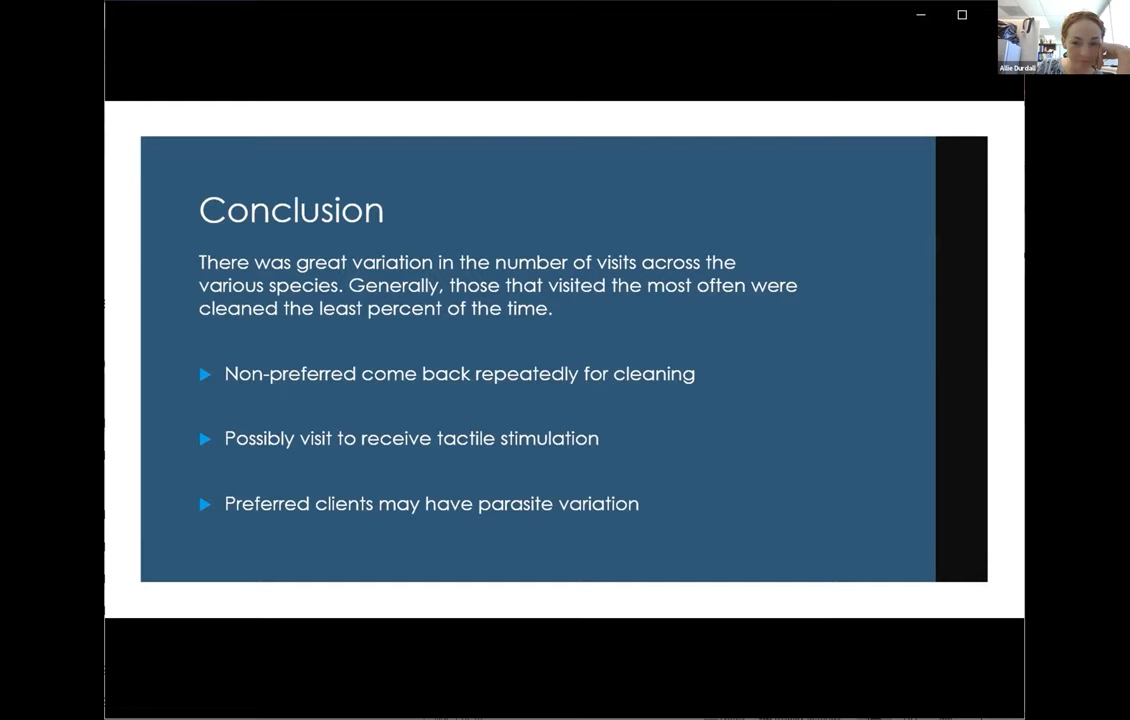 Allie Durdall
Conclusion
There was great variation in the number of visits across the
various species. Generally, those that visited the most often were
cleaned the least percent of the time.
Non-preferred come back repeatedly for cleaning
Possibly visit to receive tactile stimulation
Preferred clients may have parasite variation